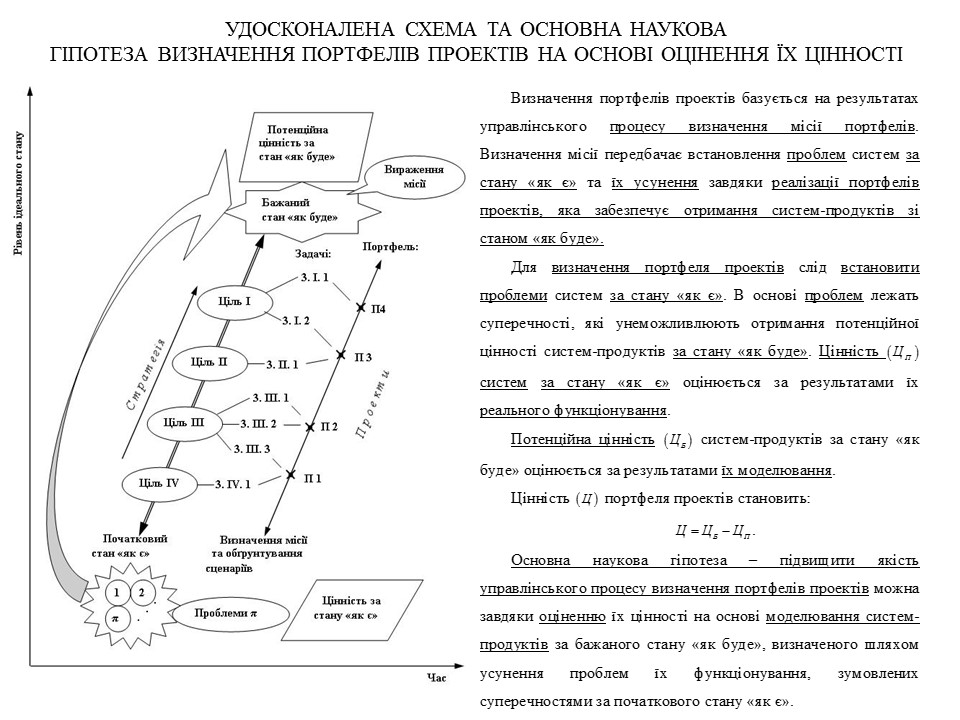 УДОСКОНАЛЕНА СХЕМА ТА ОСНОВНА НАУКОВА
ГІПОТЕЗА ВИЗНАЧЕННЯ ПОРТФЕЛІВ ПРОЕКТІВ НА ОСНОВІ ОЦІНЕННЯ ЇХ ЦІННОСТІ
Рівень ідеального стану
Потенційна
цінність за
стан «як буде»
Вираження
місії
Бажаний
стан «як буде»
Задачі:
Портфель:
Стратегія
Проекти
Ціль I
З. I. 1
З. I. 2
П4
Ціль II
З. II. 1
П 3
Ціль III
З. III. 1
З. III. 2
З. III. 3
П 2
Ціль IV
З. IV. 1
П 1
Початковий
стан «як є»
Визначення місії
та обґрунтування
сценаріїв
1
2
π
Проблеми π
Цінність за
стану «як є»
Час
Визначення портфелів проектів базується на результатах
управлінського процесу визначення місії портфелів.
Визначення місії передбачає встановлення проблем систем за
стану «як є» та їх усунення завдяки реалізації портфелів
проектів, яка забезпечує отримання систем-продуктів зі
станом «як буде».
Для визначення портфеля проектів слід встановити
проблеми систем за стану «як є». В основі проблем лежать
суперечності, які унеможливлюють отримання потенційної
цінності систем-продуктів за стану «як буде». Цінність (Цп)
систем за стану «як є» оцінюється за результатами їх
реального функціонування.
Потенційна цінність (Цб) систем-продуктів за стану «як
буде» оцінюється за результатами їх моделювання.
Цінність (Ц) портфеля проектів становить:
Ц = Цб − Цп.
Основна наукова гіпотеза – підвищити якість
управлінського процесу визначення портфелів проектів можна
завдяки оціненню їх цінності на основі моделювання систем-
продуктів за бажаного стану «як буде», визначеного шляхом
усунення проблем їх функціонування, зумовлених
суперечностями за початкового стану «як є».